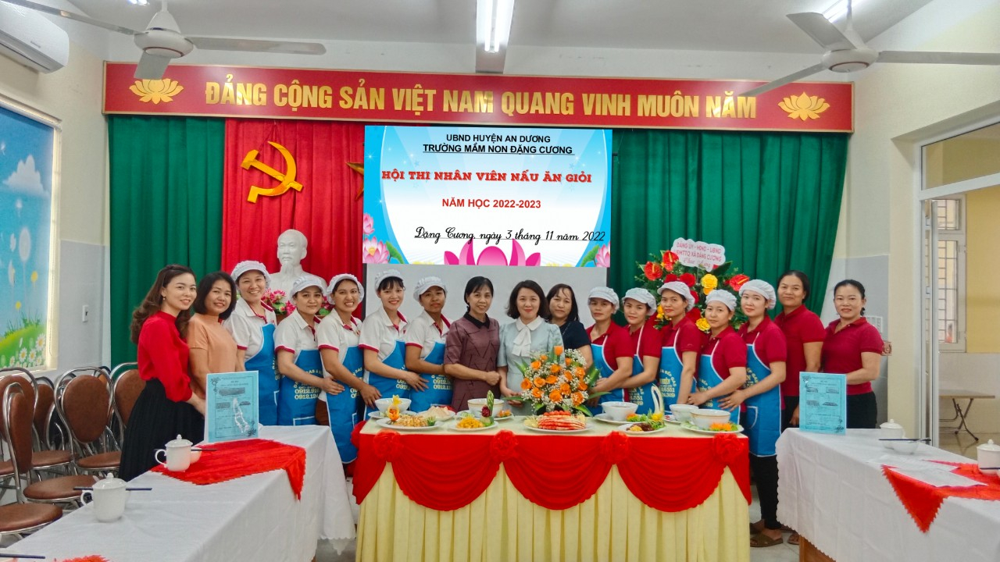 ĐẢNG CỘNG SẢN VIỆT NAM QUANG VINH MUÔN NĂM
UBND HUYỆN AN DƯƠNG
TRƯỜNG MẦM NON ĐẶNG CƯƠNG
HỘI THI NHÂN VIÊN NẤU ĂN GIỎI
NĂM HỌC 2022-2023
Đặng Cương, ngày 3 tháng 11 năm 2022
ĐẢNG ỦY - HĐND - UBND
UBMTTQ XÃ ĐẶNG CƯƠNG